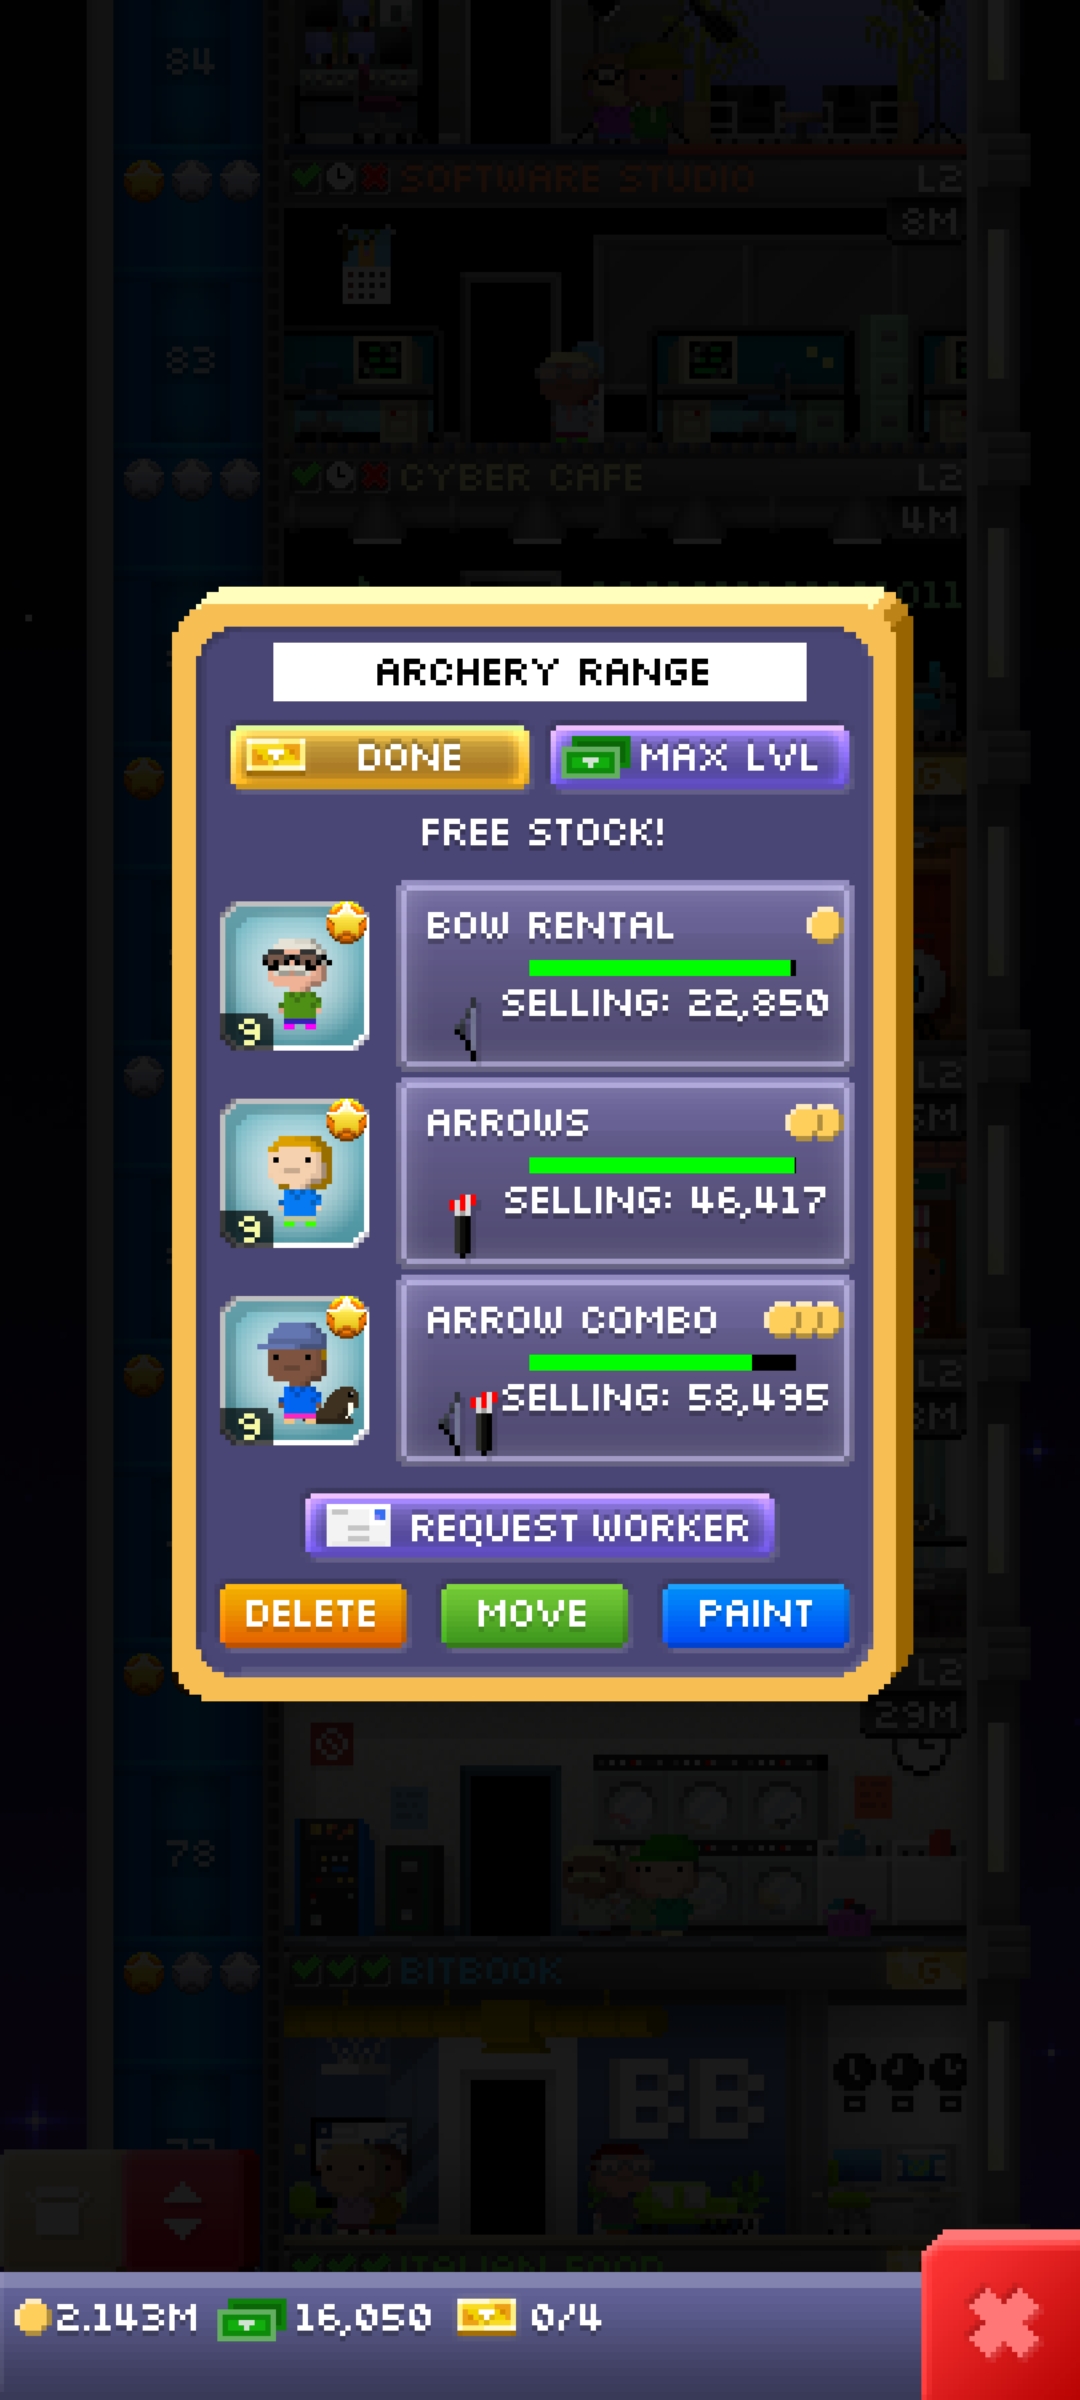 84
SOFTWARE STUDIO L2
8M
83
CYBER CAFE L2
4M
ARCHERY RANGE
DONE
MAX LVL
FREE STOCK!
BOW RENTAL
SELLING: 22,850
9
ARROWS
SELLING: 46,417
9
ARROW COMBO
SELLING: 58,495
9
REQUEST WORKER
DELETE
MOVE
PAINT
L2
29M
78
BITBOOK G
BB
ITALIAN FOOD
2.143M
16,050
0/4